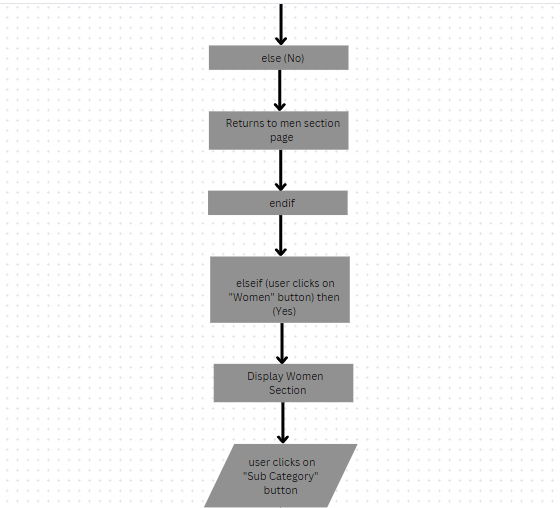 else (No)
Returns to men section
page
endif
elseif (user clicks on
"Women" button) then
(Yes)
Display Women
Section
user clicks on
"Sub Category"
button